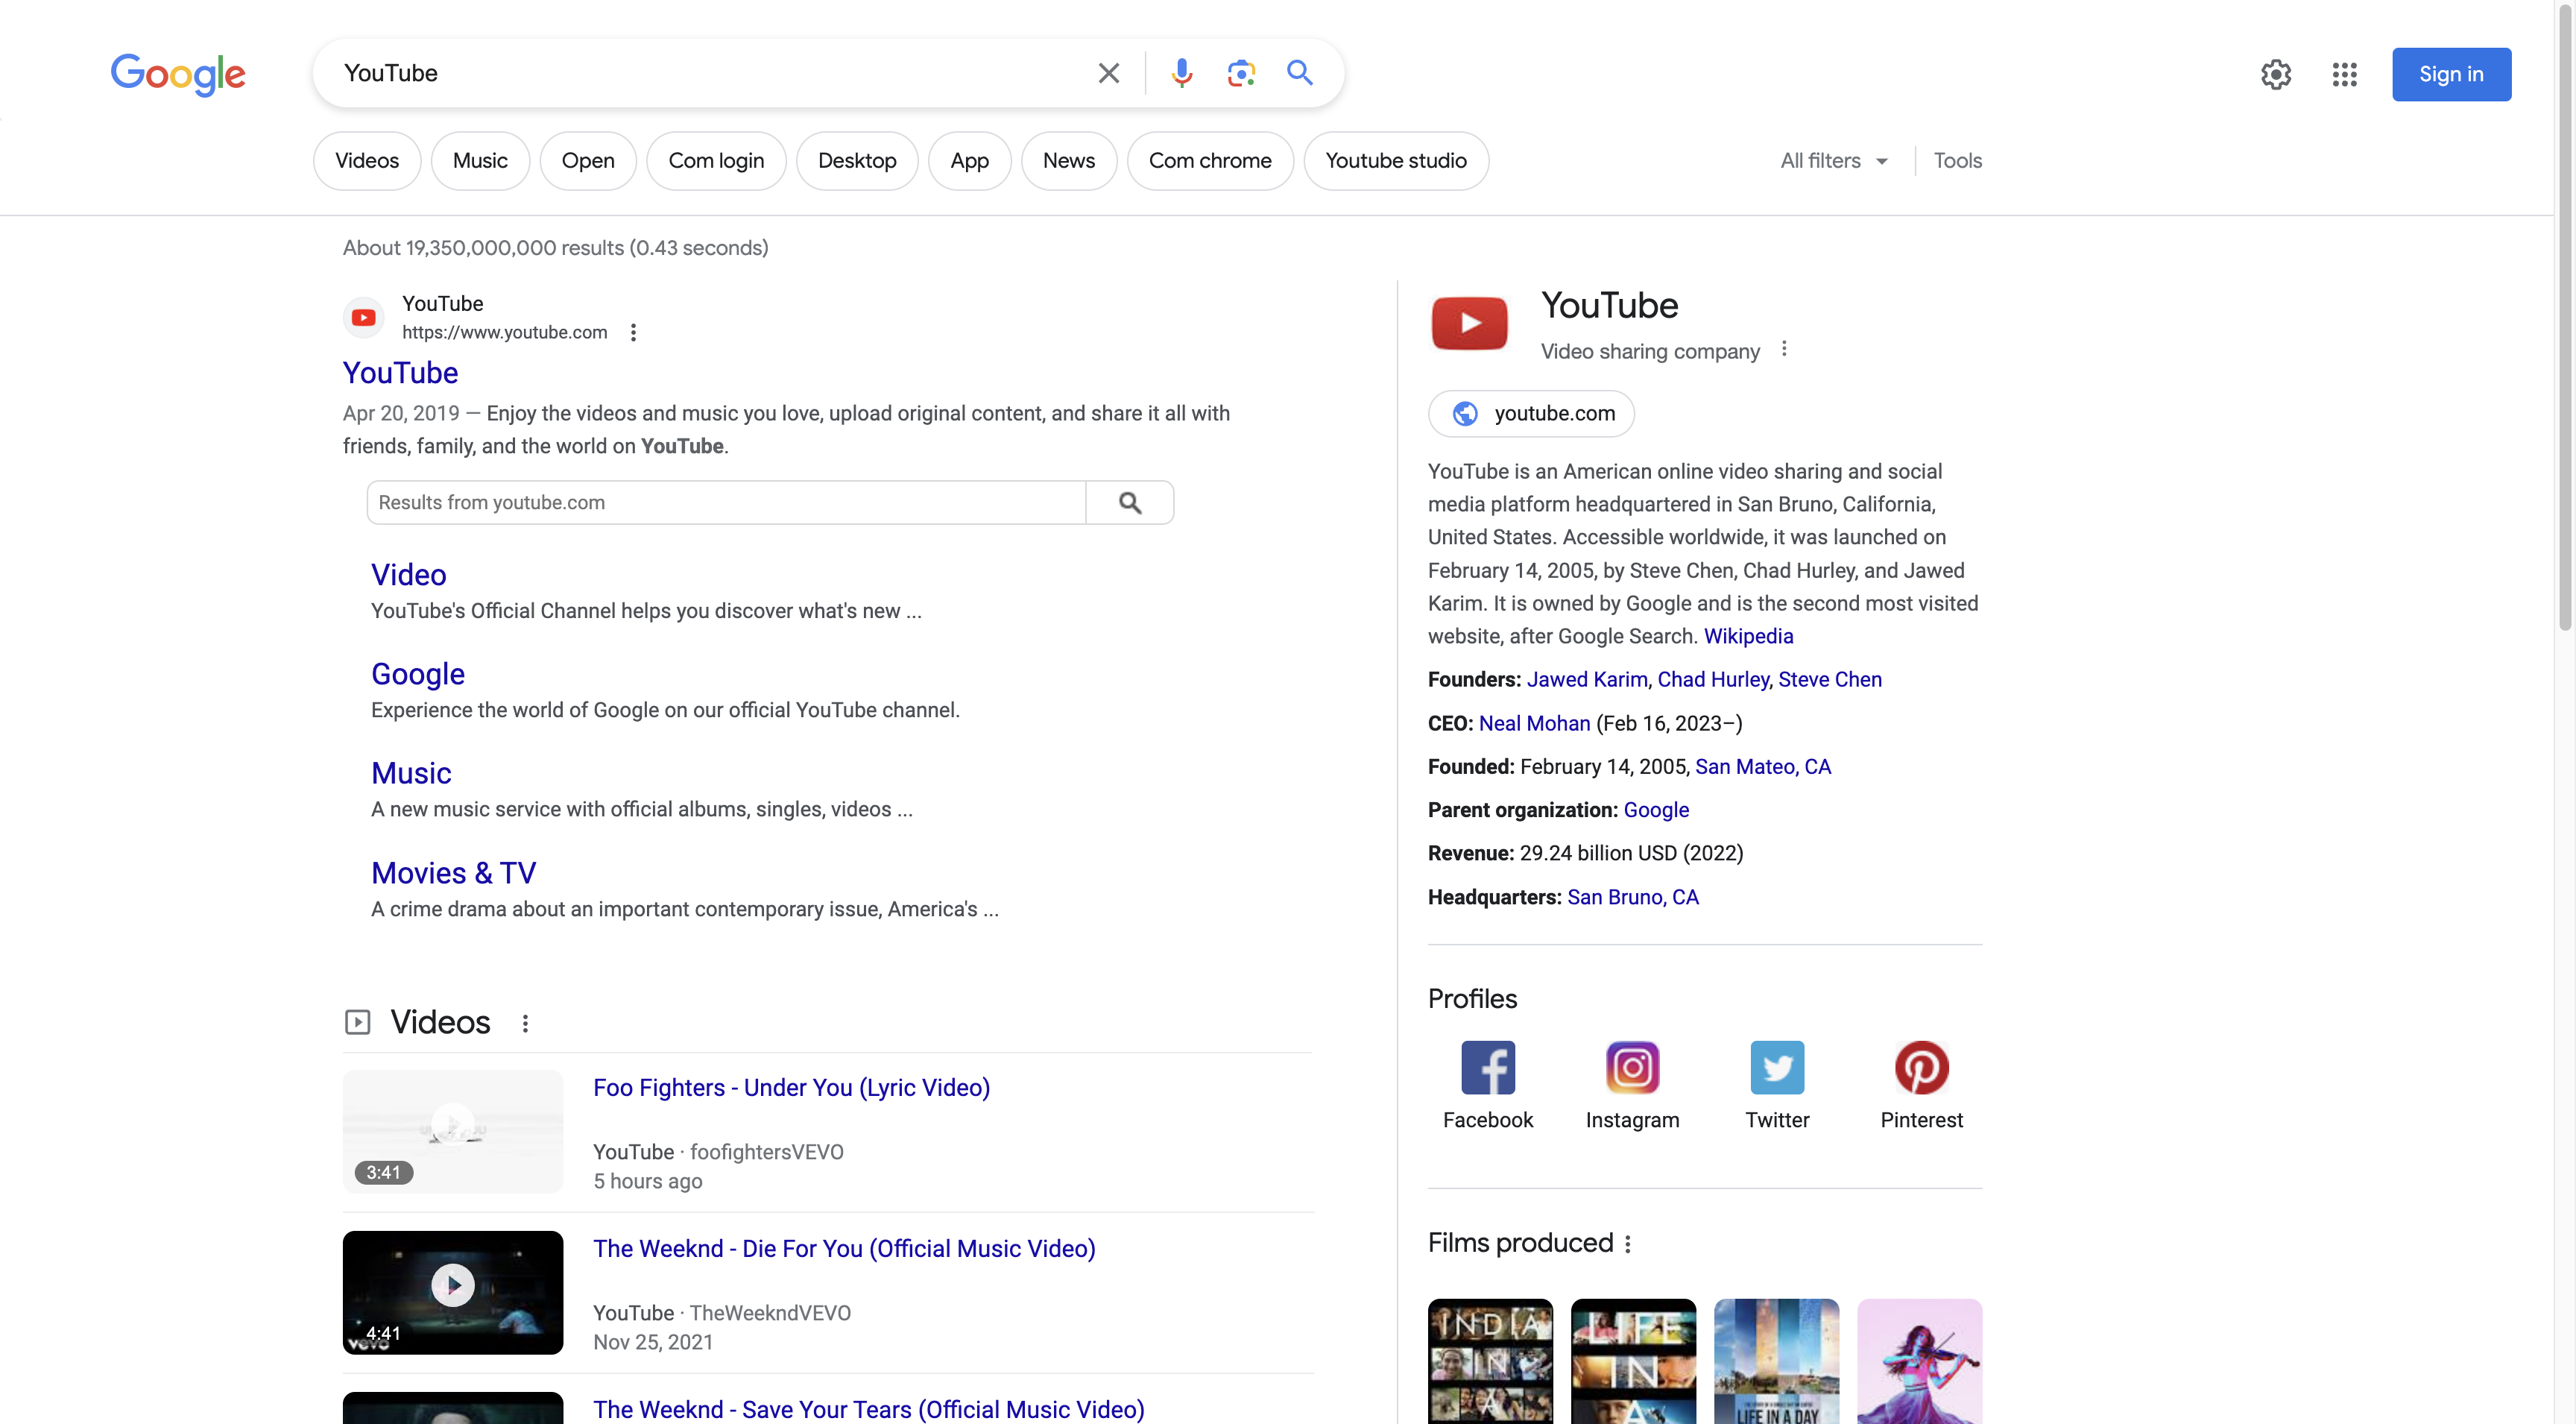 Google
YouTube
Sign in
Videos
Music
Open
Com login
Desktop
App
News
Com chrome
Youtube studio
All filters
Tools
About 19,350,000,000 results (0.43 seconds)
YouTube
https://www.youtube.com
YouTube
Apr 20, 2019 — Enjoy the videos and music you love, upload original content, and share it all with
friends, family, and the world on YouTube.
Results from youtube.com
Video
YouTube's Official Channel helps you discover what's new ...
Google
Experience the world of Google on our official YouTube channel.
Music
A new music service with official albums, singles, videos ...
Movies & TV
A crime drama about an important contemporary issue, America's ...
Videos
Foo Fighters - Under You (Lyric Video)
YouTube · foofightersVEVO
5 hours ago
3:41
The Weeknd - Die For You (Official Music Video)
YouTube · TheWeekndVEVO
Nov 25, 2021
4:41
vevo
The Weeknd - Save Your Tears (Official Music Video)
YouTube
Video sharing company
youtube.com
YouTube is an American online video sharing and social
media platform headquartered in San Bruno, California,
United States. Accessible worldwide, it was launched on
February 14, 2005, by Steve Chen, Chad Hurley, and Jawed
Karim. It is owned by Google and is the second most visited
website, after Google Search. Wikipedia
Founders: Jawed Karim, Chad Hurley, Steve Chen
CEO: Neal Mohan (Feb 16, 2023–)
Founded: February 14, 2005, San Mateo, CA
Parent organization: Google
Revenue: 29.24 billion USD (2022)
Headquarters: San Bruno, CA
Profiles
Facebook
Instagram
Twitter
Pinterest
Films produced
INDIA
IN
A
LIFE
IN
A
LIFE IN A DAY